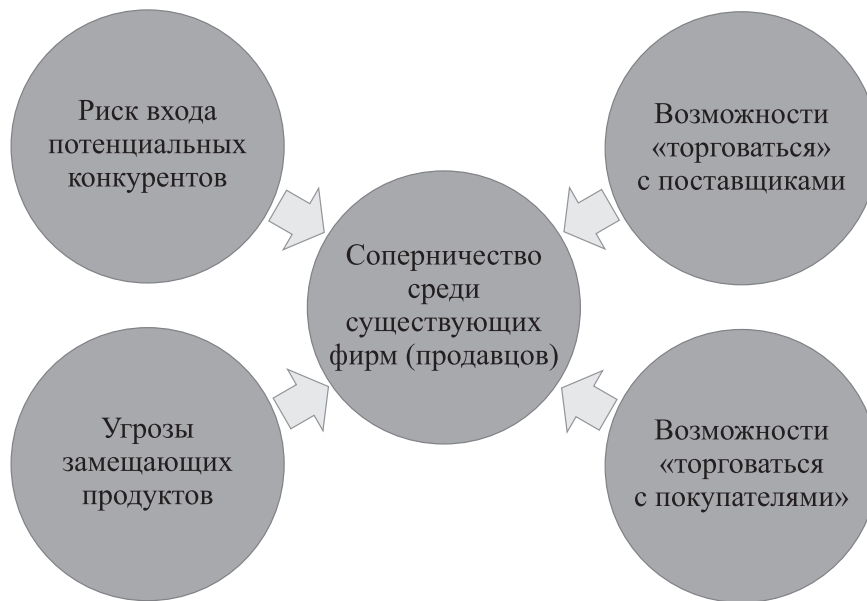 Риск входа
потенциальных
конкурентов
Возможности
«торговаться»
с поставщиками
Соперничество
среди
существующих
фирм (продавцов)
Угрозы
замещающих
продуктов
Возможности
«торговаться
с покупателями»